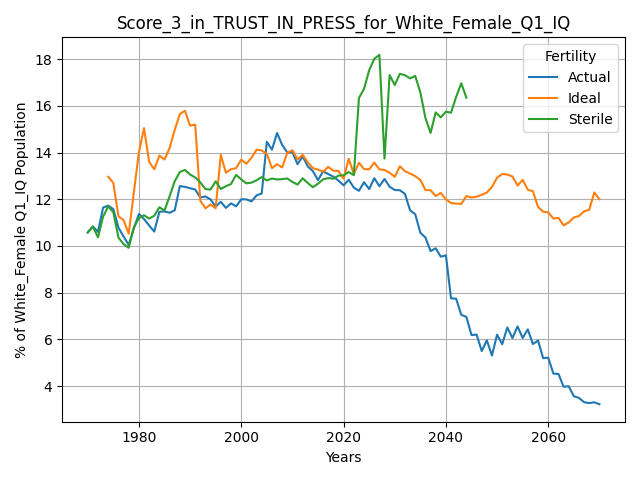 Score_3_in_TRUST_IN_PRESS_for_White_Female_Q1_IQ
% of White_Female Q1_IQ Population
18
16
14
12
10
8
6
4
Fertility
Actual
Ideal
Sterile
1980
2000
2020
2040
2060
Years